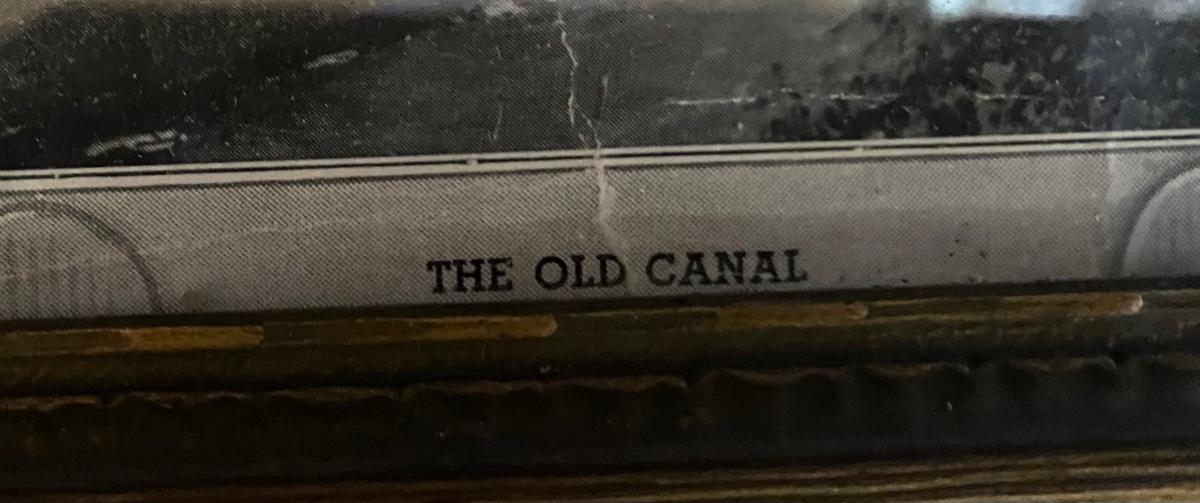 THE OLD CANAL